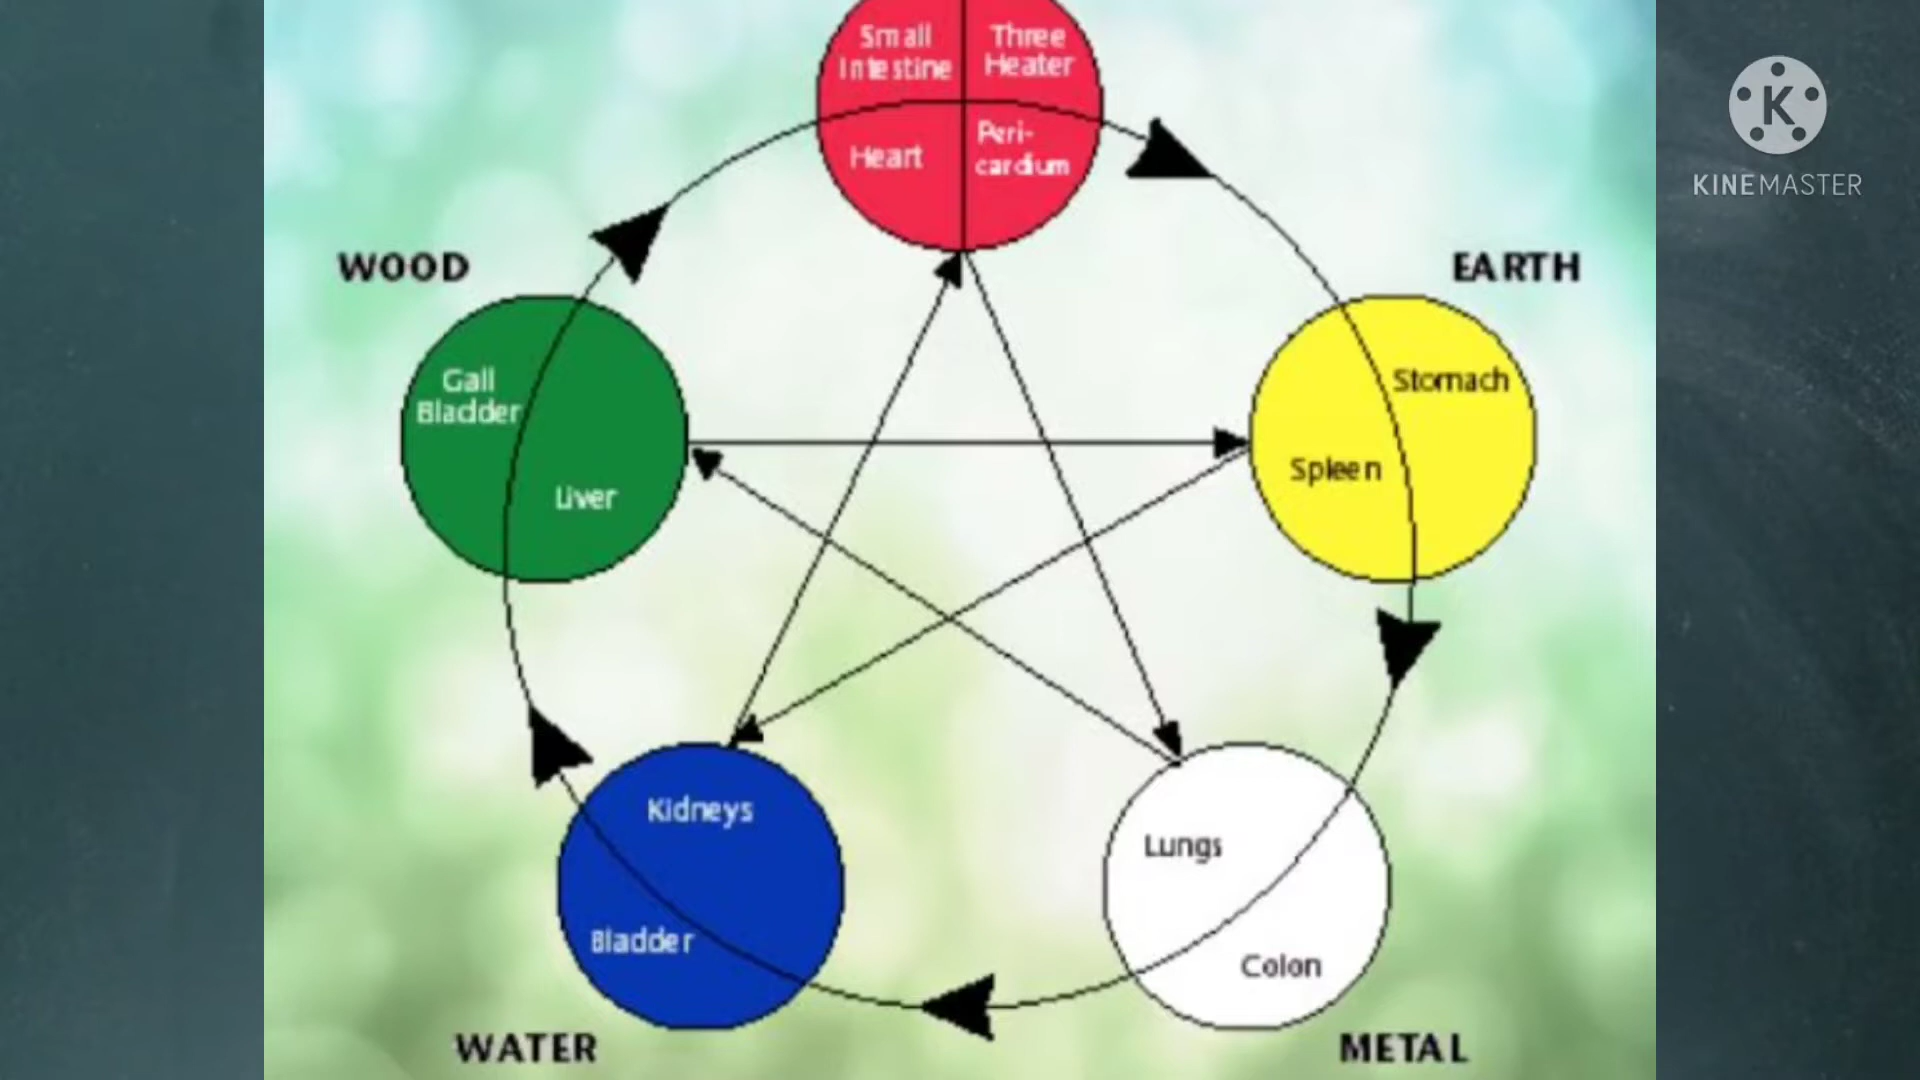 Small
Intestine
Three
Heater
Heart
Peri-
cardium
KINEMASTER
WOOD
EARTH
Gall
Bladder
Liver
Stomach
Spleen
Kidneys
Bladder
Lungs
Colon
WATER
METAL